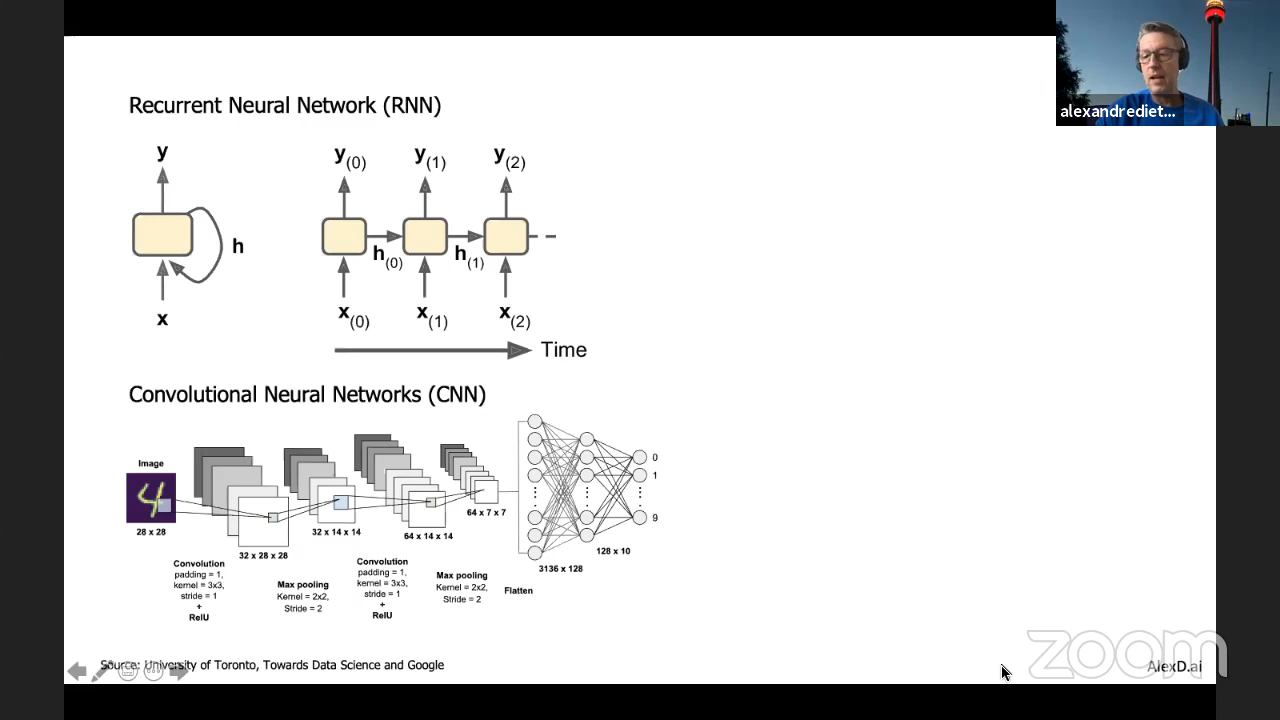 alexandrediet...
Recurrent Neural Network (RNN)
y
h
x
y(0) y(1) y(2)
h(0) h(1)
x(0) x(1) x(2)
Time
Convolutional Neural Networks (CNN)
Image
28 x 28
32 x 28 x 28
32 x 14 x 14
64 x 14 x 14
64 x 7 x 7
3136 x 128
128 x 10
0
1
9
Convolution
padding = 1,
kernel = 3x3,
stride = 1
+
RelU
Max pooling
Kernel = 2x2,
Stride = 2
Convolution
padding = 1,
kernel = 3x3,
stride = 1
+
RelU
Max pooling
Kernel = 2x2,
Stride = 2
Flatten
Source: University of Toronto, Towards Data Science and Google
zoom
AlexD.ai